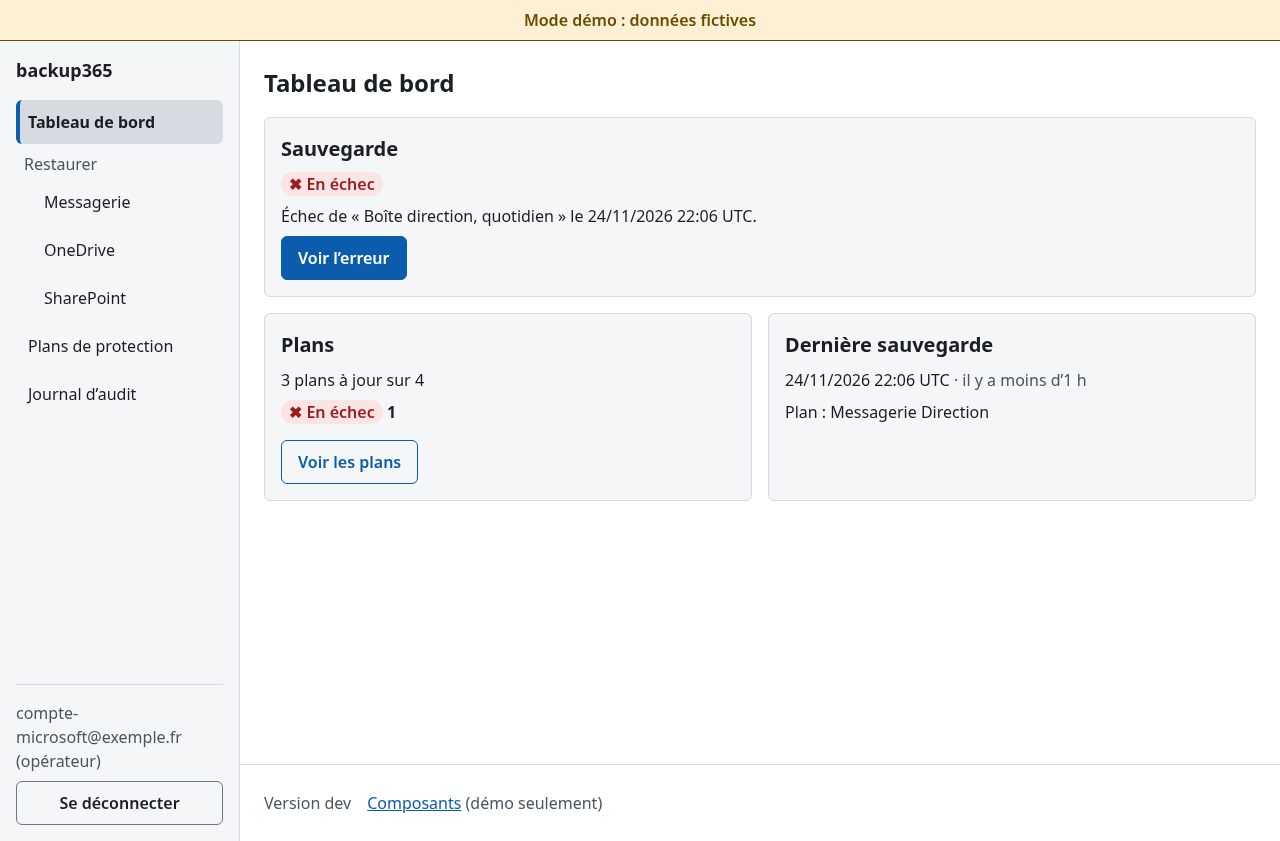 Mode démo : données fictives
backup365
Tableau de bord
Restaurer
Messagerie
OneDrive
SharePoint
Plans de protection
Journal d’audit
compte-
microsoft@exemple.fr
(opérateur)
Se déconnecter
Tableau de bord
Sauvegarde
✖ En échec
Échec de « Boîte direction, quotidien » le 24/11/2026 22:06 UTC.
Voir l’erreur
Plans
3 plans à jour sur 4
✖ En échec 1
Voir les plans
Dernière sauvegarde
24/11/2026 22:06 UTC · il y a moins d’1 h
Plan : Messagerie Direction
Version dev Composants (démo seulement)